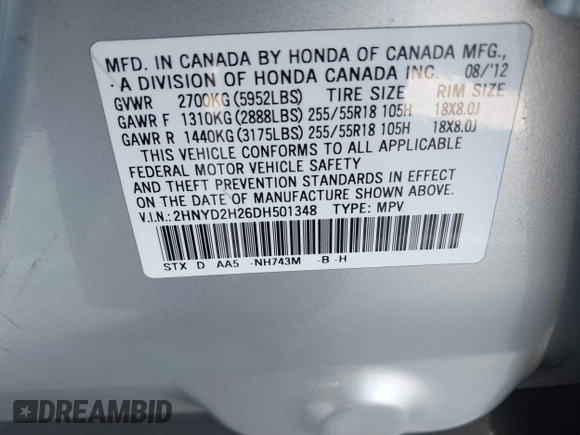 MFD. IN CANADA BY HONDA OF CANADA MFG.,
A DIVISION OF HONDA CANADA INC. 08/'12
GVWR 2700KG(5952LBS) TIRE SIZE RIM SIZE
GAWR F 1310KG(2888LBS) 255/55R18 105H 18X8.0J
GAWR R 1440KG(3175LBS) 255/55R18 105H 18X8.0J
THIS VEHICLE CONFORMS TO ALL APPLICABLE
FEDERAL MOTOR VEHICLE SAFETY
AND THEFT PREVENTION STANDARDS IN EFFECT
ON THE DATE OF MANUFACTURE SHOWN ABOVE.
V.I.N.:2HNYD2H26DH501348 TYPE: MPV
STX D AA5 -NH743M -B -H
DREAMBID